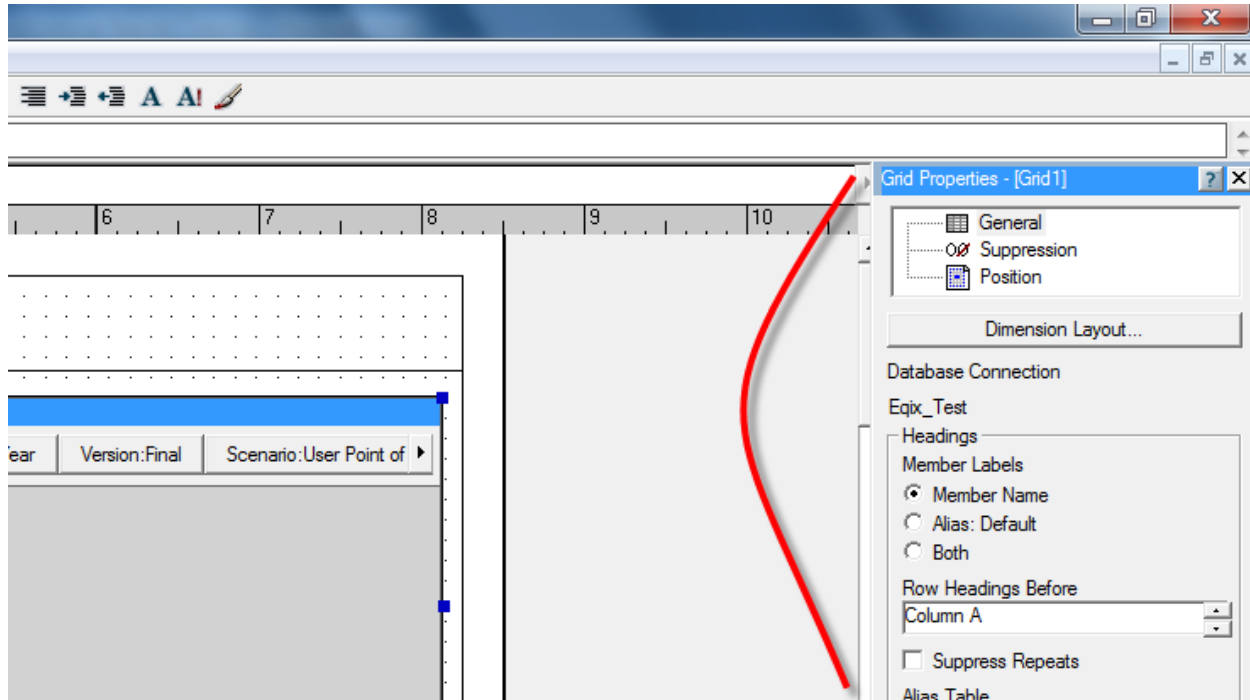 A A!
Grid Properties - [Grid1]
6 7 8 9 10
General
Suppression
Position
Dimension Layout...
Database Connection
Eqix_Test
ear Version:Final Scenario:User Point of
Headings
Member Labels
Member Name
Alias: Default
Both
Row Headings Before
Column A
Suppress Repeats
Alias Table